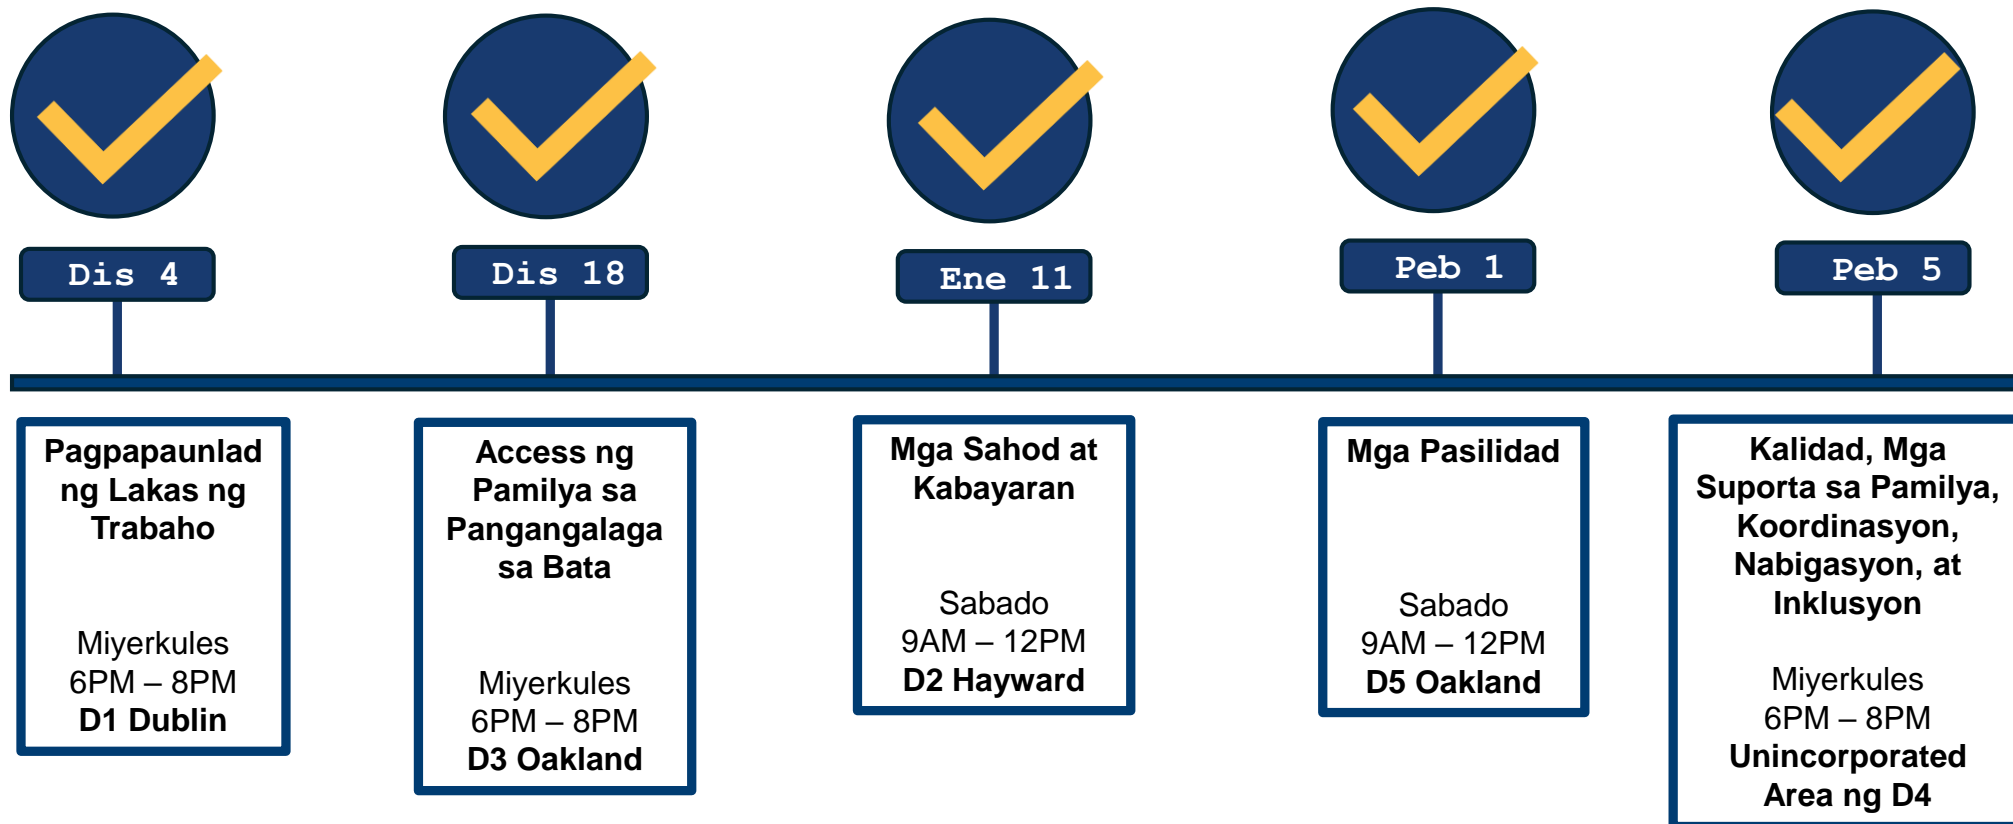 Dis 4
Dis 18
Ene 11
Peb 1
Peb 5
Pagpapaunlad
ng Lakas ng
Trabaho
Miyerkules
6PM – 8PM
D1 Dublin
Access ng
Pamilya sa
Pangangalaga
sa Bata
Miyerkules
6PM – 8PM
D3 Oakland
Mga Sahod at
Kabayaran
Sabado
9AM – 12PM
D2 Hayward
Mga Pasilidad
Sabado
9AM – 12PM
D5 Oakland
Kalidad, Mga
Suporta sa Pamilya,
Koordinasyon,
Nabigasyon, at
Inklusyon
Miyerkules
6PM – 8PM
Unincorporated
Area ng D4